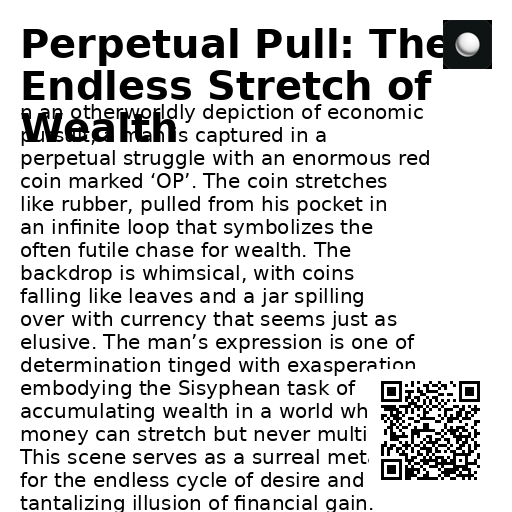 Perpetual Pull: The
Endless Stretch of
Wealth
n an otherworldly depiction of economic
pursuit, a man is captured in a
perpetual struggle with an enormous red
coin marked ‘OP’. The coin stretches
like rubber, pulled from his pocket in
an infinite loop that symbolizes the
often futile chase for wealth. The
backdrop is whimsical, with coins
falling like leaves and a jar spilling
over with currency that seems just as
elusive. The man’s expression is one of
determination tinged with exasperation
embodying the Sisyphean task of
accumulating wealth in a world wh
money can stretch but never multi
This scene serves as a surreal met
for the endless cycle of desire and
tantalizing illusion of financial gain.